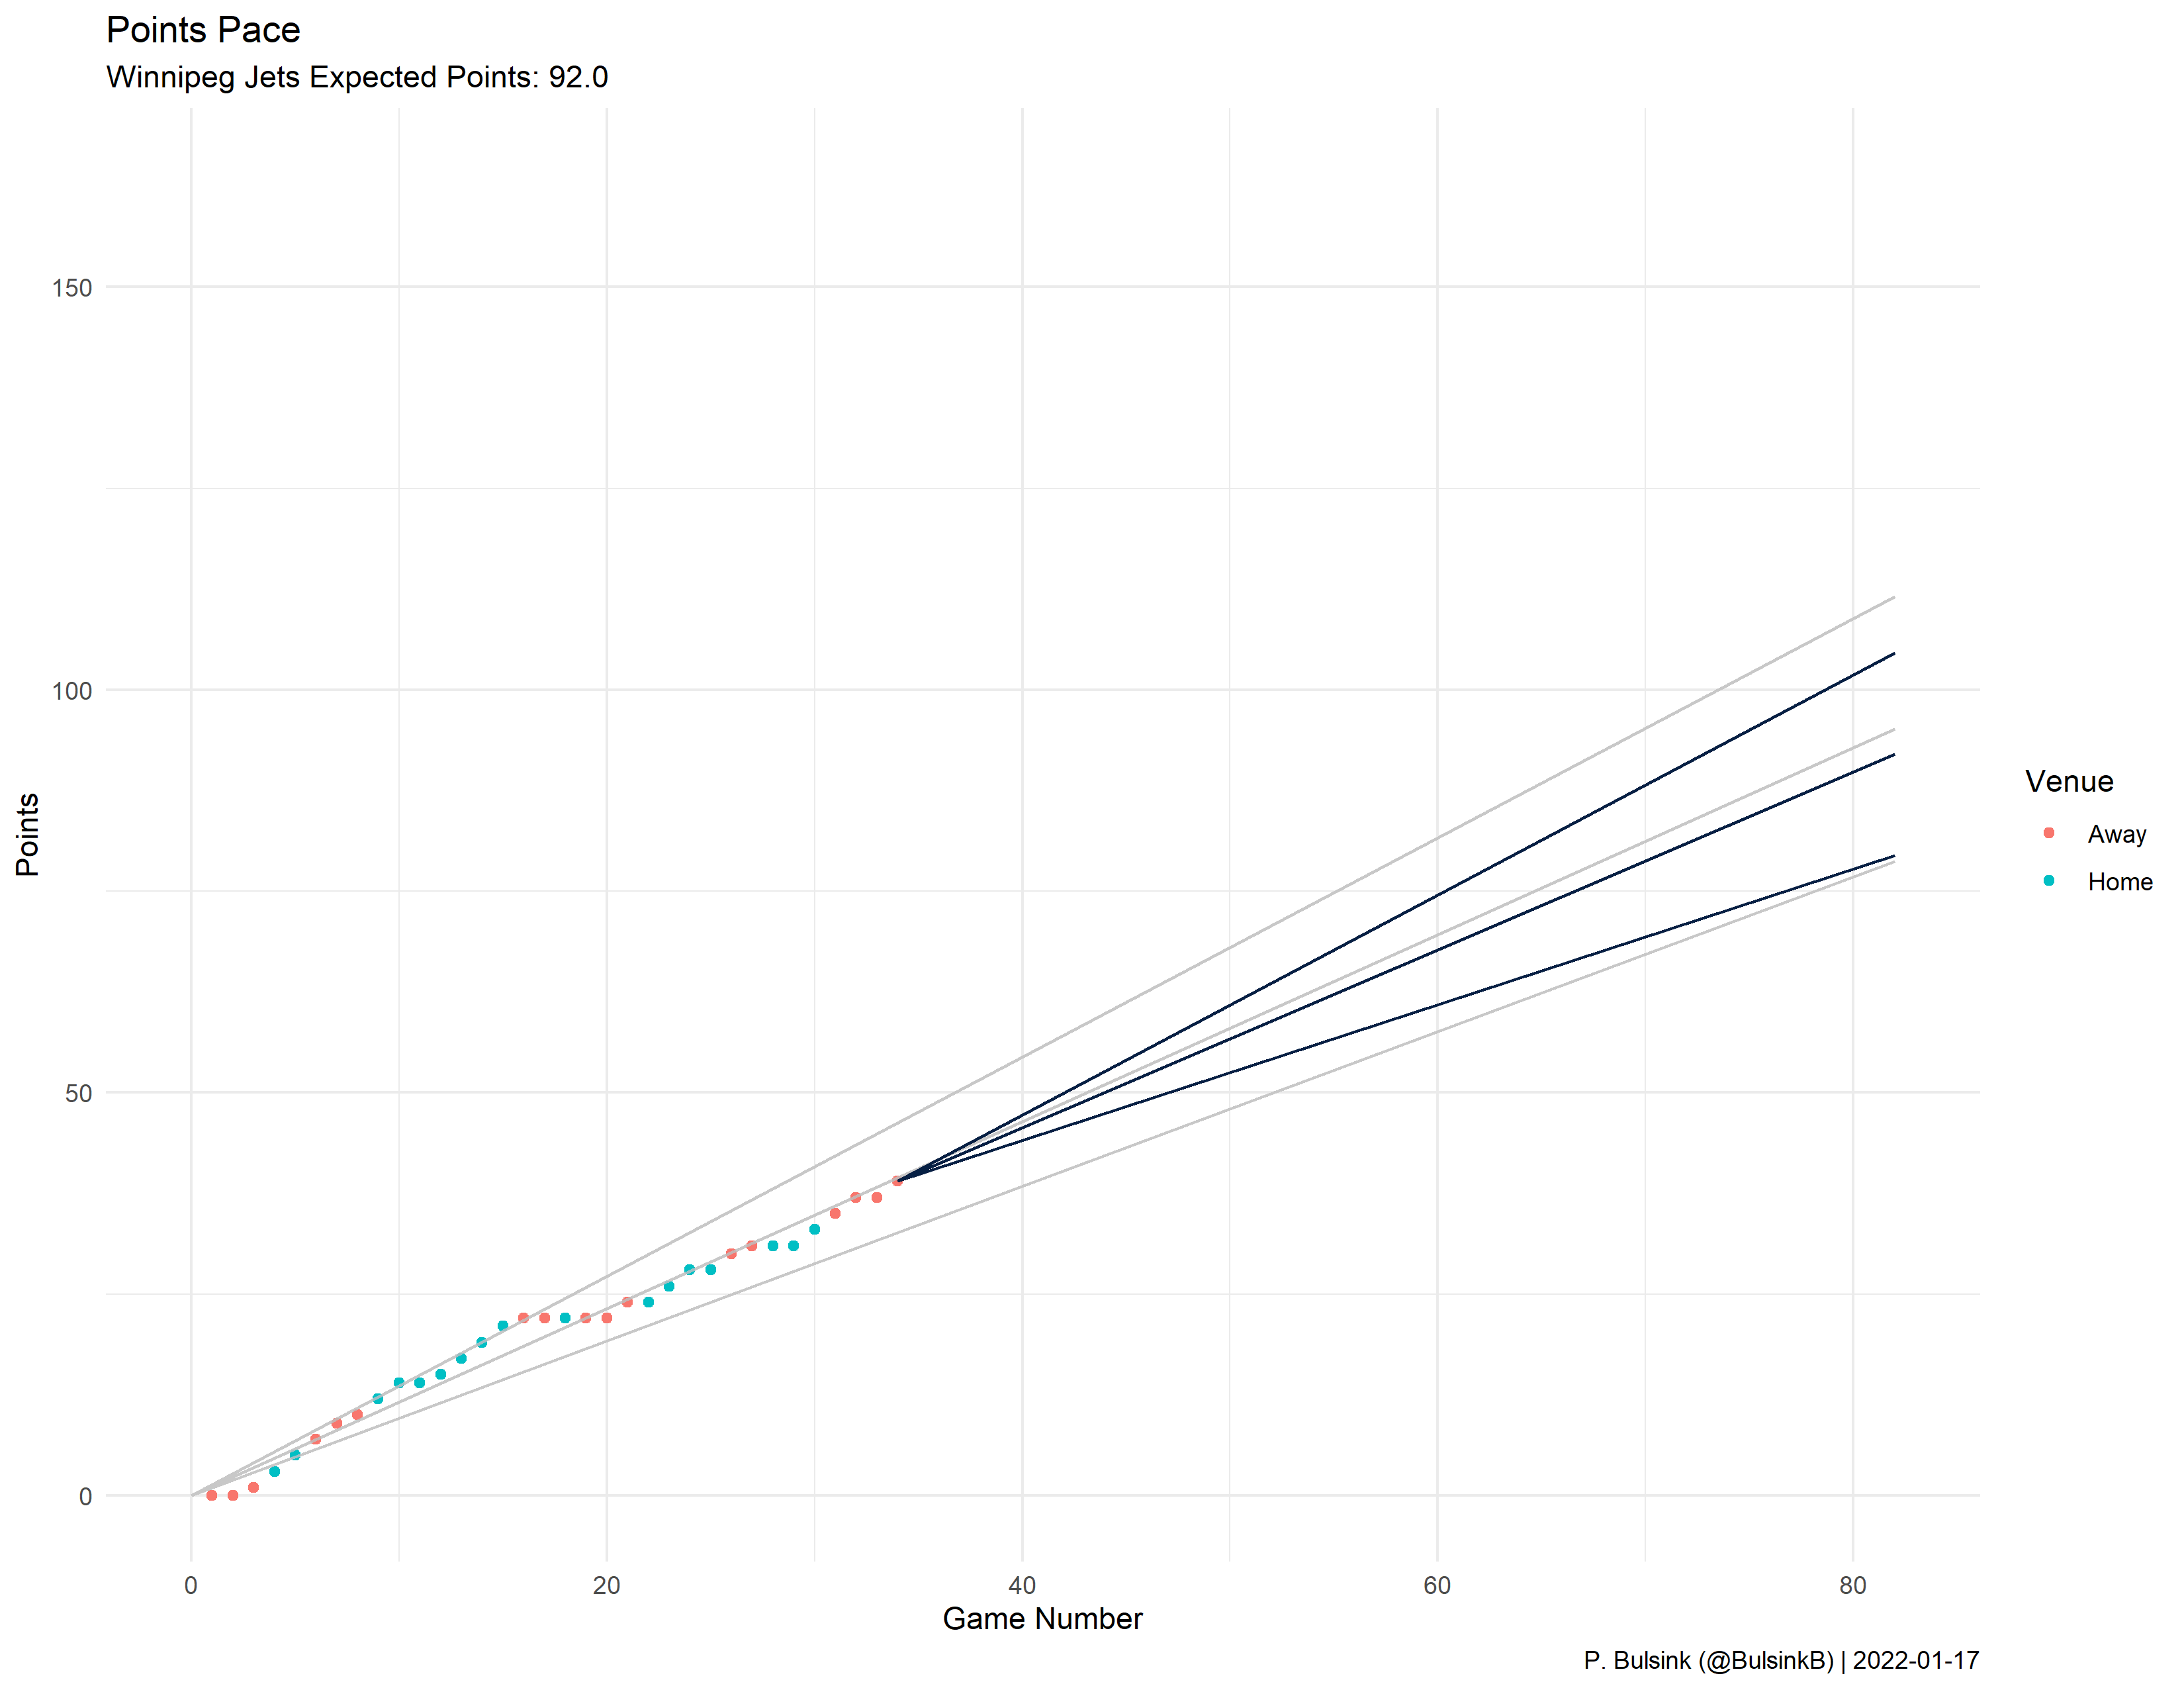 Points Pace
Winnipeg Jets Expected Points: 92.0
150
100
50
0
Points
0 20 40 60 80
Game Number
Venue
Away
Home
P. Bulsink (@BulsinkB) | 2022-01-17